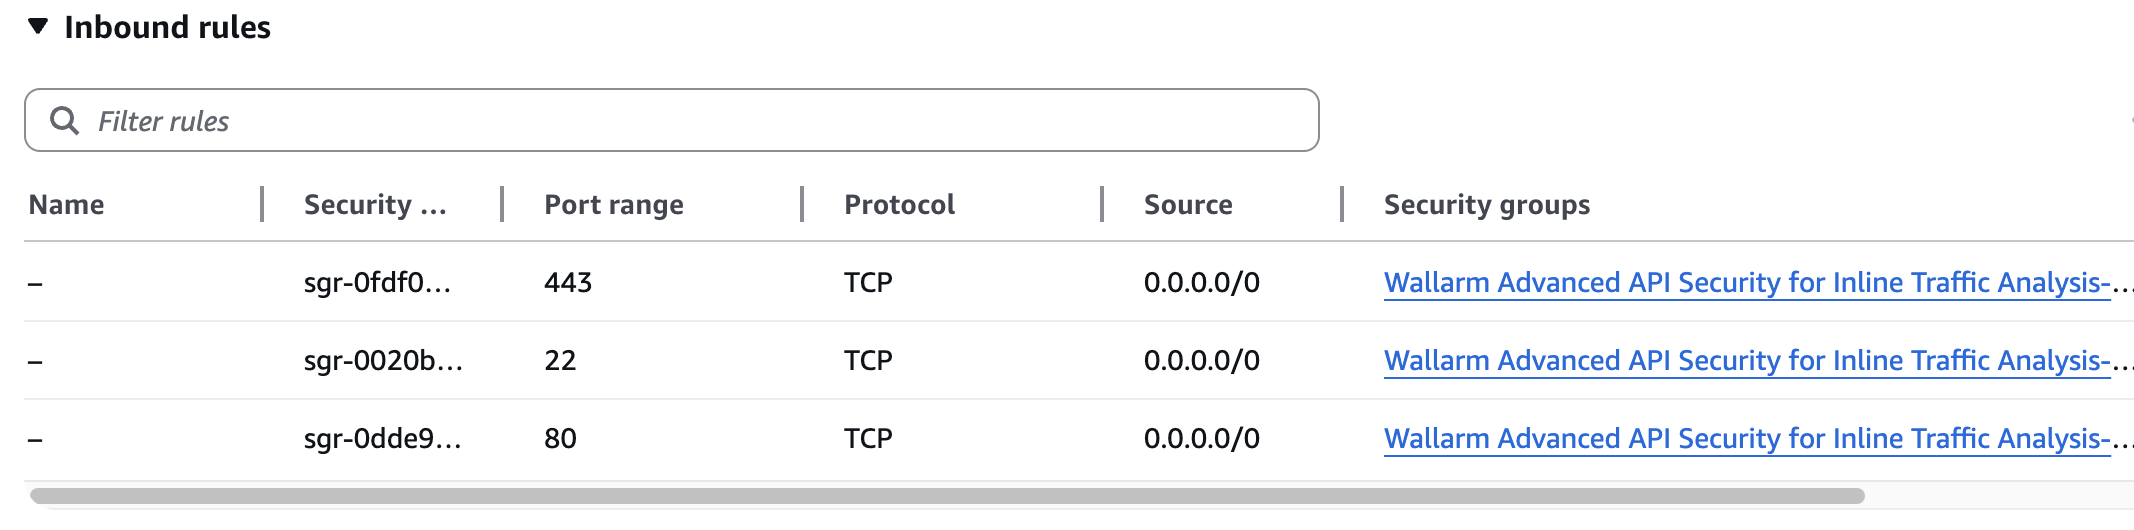 Inbound rules
Filter rules
Name Security ... Port range Protocol Source Security groups
– sgr-0fdf0... 443 TCP 0.0.0.0/0 Wallarm Advanced API Security for Inline Traffic Analysis-...
– sgr-0020b... 22 TCP 0.0.0.0/0 Wallarm Advanced API Security for Inline Traffic Analysis-...
– sgr-0dde9... 80 TCP 0.0.0.0/0 Wallarm Advanced API Security for Inline Traffic Analysis-...